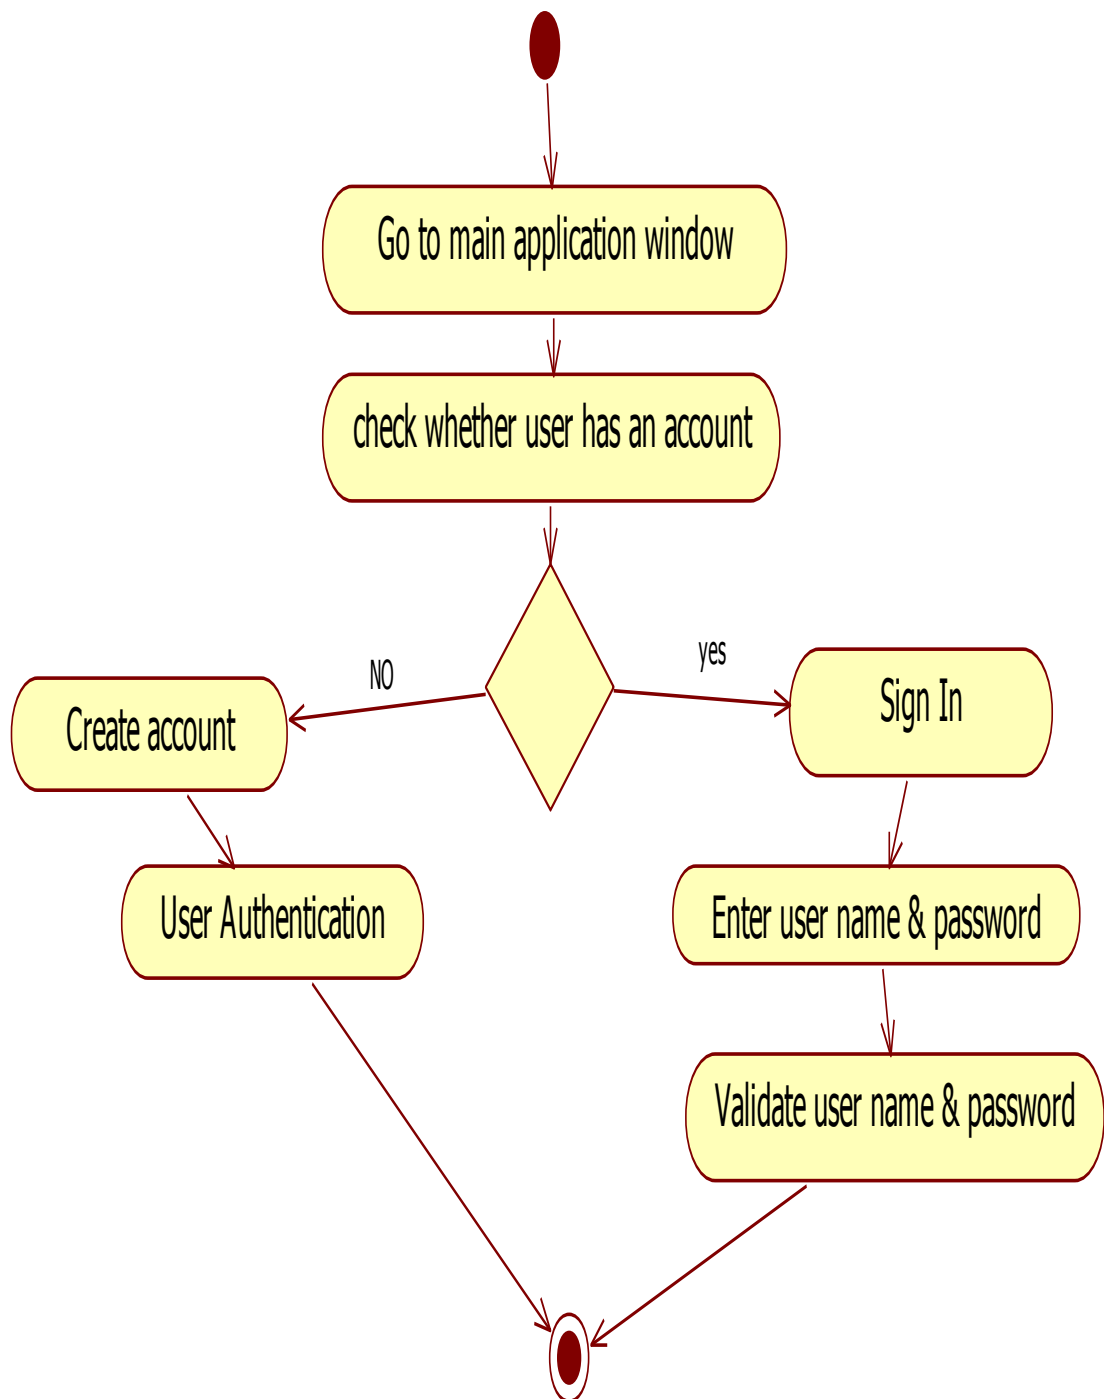 Go to main application window
check whether user has an account
NO
yes
Create account
Sign In
User Authentication
Enter user name & password
Validate user name & password